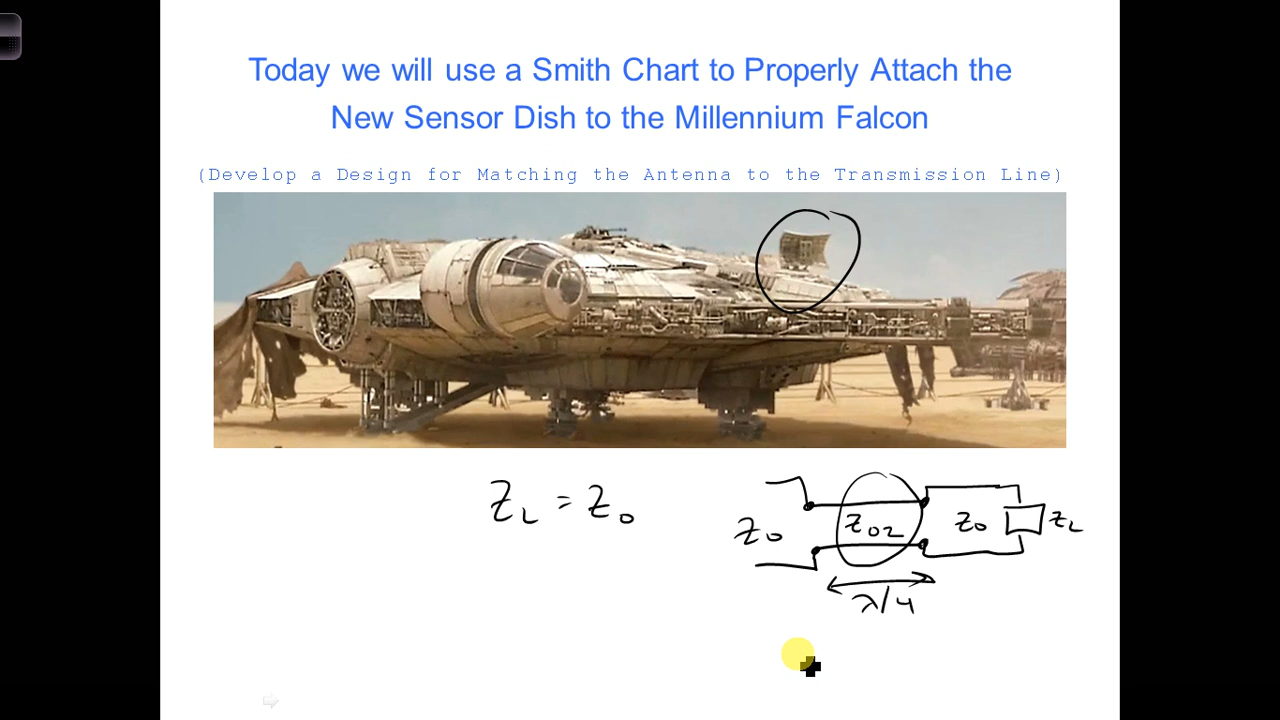 Today we will use a Smith Chart to Properly Attach the
New Sensor Dish to the Millennium Falcon
(Develop a Design for Matching the Antenna to the Transmission Line)
Z_L = Z_0
Z_0 Z_02 Z_0 Z_L
λ/4